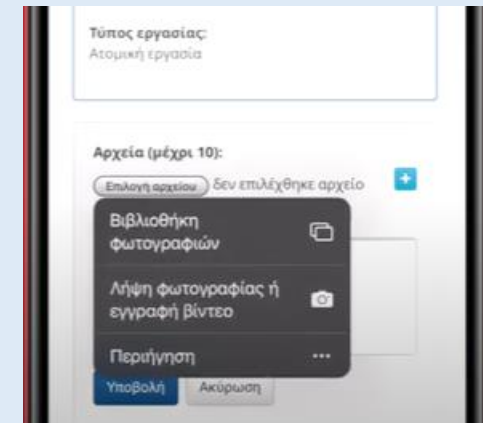 Τύπος εργασίας:
Ατομική εργασία
Αρχεία (μέχρι 10):
Επιλογή αρχείου δεν επιλέχθηκε αρχείο +
Βιβλιοθήκη
φωτογραφιών
Λήψη φωτογραφίας ή
εγγραφή βίντεο
Περιήγηση
Υποβολή Ακύρωση